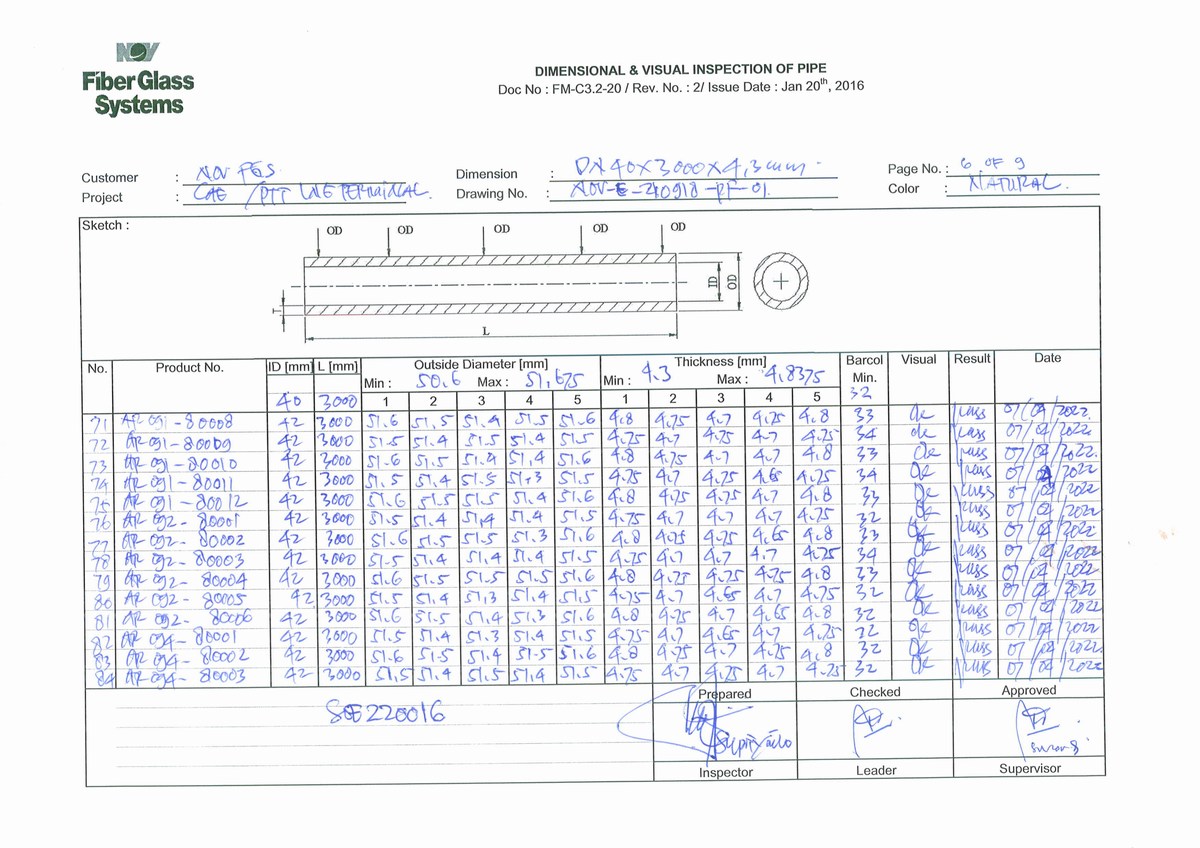 NOV
FiberGlass
Systems
DIMENSIONAL & VISUAL INSPECTION OF PIPE
Doc No : FM-C3.2-20 / Rev. No. : 2/ Issue Date : Jan 20th, 2016
Customer : NOV FGS Dimension : DN40X3000X4,3mm. Page No. : 6 OF 9
Project : /PTT LNG TERMINAL. Drawing No. : NOV-E-240918-RF-01. Color : NATURAL.
Sketch :
OD OD OD OD OD
T ID OD
L
No. Product No. ID [mm] L [mm] Outside Diameter [mm] Thickness [mm] Barcol Visual Result Date
Min : 50,6 Max : 51,675 Min : 4.3 Max : 4,8375 Min.
40 3000 1 2 3 4 5 1 2 3 4 5 32
71 AR 091-80008 42 3000 51.6 51,5 51.4 51.5 51.6 4.8 4.75 4.7 4.75 4.8 33 ok pass 07/04/2022
72 AR 091-80009 42 3000 51.5 51.4 51.5 51.4 51.5 4.75 4.7 4.75 4.7 4.75 34 ok pass 07/04/2022
73 AR 091-80010 42 3000 51.6 51.5 51.4 51,4 51.6 4.8 4.75 4.7 4.7 4.8 33 ok pass 07/04/2022.
74 AR 091-80011 42 3000 51.5 51.4 51.5 51.3 51.5 4.75 4.7 4.75 4.65 4.75 34 ok pass 07/04/2022
75 AR 091-80012 42 3000 51.6 51.5 51.5 51.4 51.6 4.8 4.75 4.75 4.7 4.8 33 ok pass 07/04/2022
76 AR 092-80001 42 3000 51.5 51.4 51,4 51.4 51.5 4.75 4.7 4.75 4.7 4.75 32 ok pass 07/04/2022
77 AR 092-80002 42 3000 51.6 51.5 51.5 51.3 51.6 4.8 4.75 4.75 4.65 4.8 33 ok pass 07/04/2022.
78 AR 092-80003 42 3000 51.5 51.4 51,4 51.4 51.5 4.75 4.7 4.7 4.7 4.75 34 ok pass 07/04/2022
79 AR 092-80004 42 3000 51.6 51.5 51.5 51.5 51.6 4.8 4.75 4.75 4.75 4.8 33 ok pass 07/04/2022
80 AR 092-80005 42 3000 51.5 51.4 51,3 51.4 51.5 4.75 4.7 4.65 4.7 4.75 32 ok pass 07/04/2022
81 AR 092-80006 42 3000 51.6 51.5 51.4 51.3 51.6 4.8 4.75 4.7 4.65 4.8 32 ok pass 07/04/2022
82 AR 094-80001 42 3000 51.5 51.4 51.3 51.4 51.5 4.75 4.7 4.65 4.7 4.75 32 ok pass 07/04/2022
83 AR 094-80002 42 3000 51.6 51.5 51.4 51.5 51.6 4.8 4.75 4.7 4.75 4.8 32 ok pass 07/04/2022.
84 AR 094-80003 42 3000 51.5 51.4 51.5 51.4 51.5 4.75 4.7 4.75 4.7 4.75 32 ok pass 07/04/2022
Prepared Checked Approved
Inspector Leader Supervisor